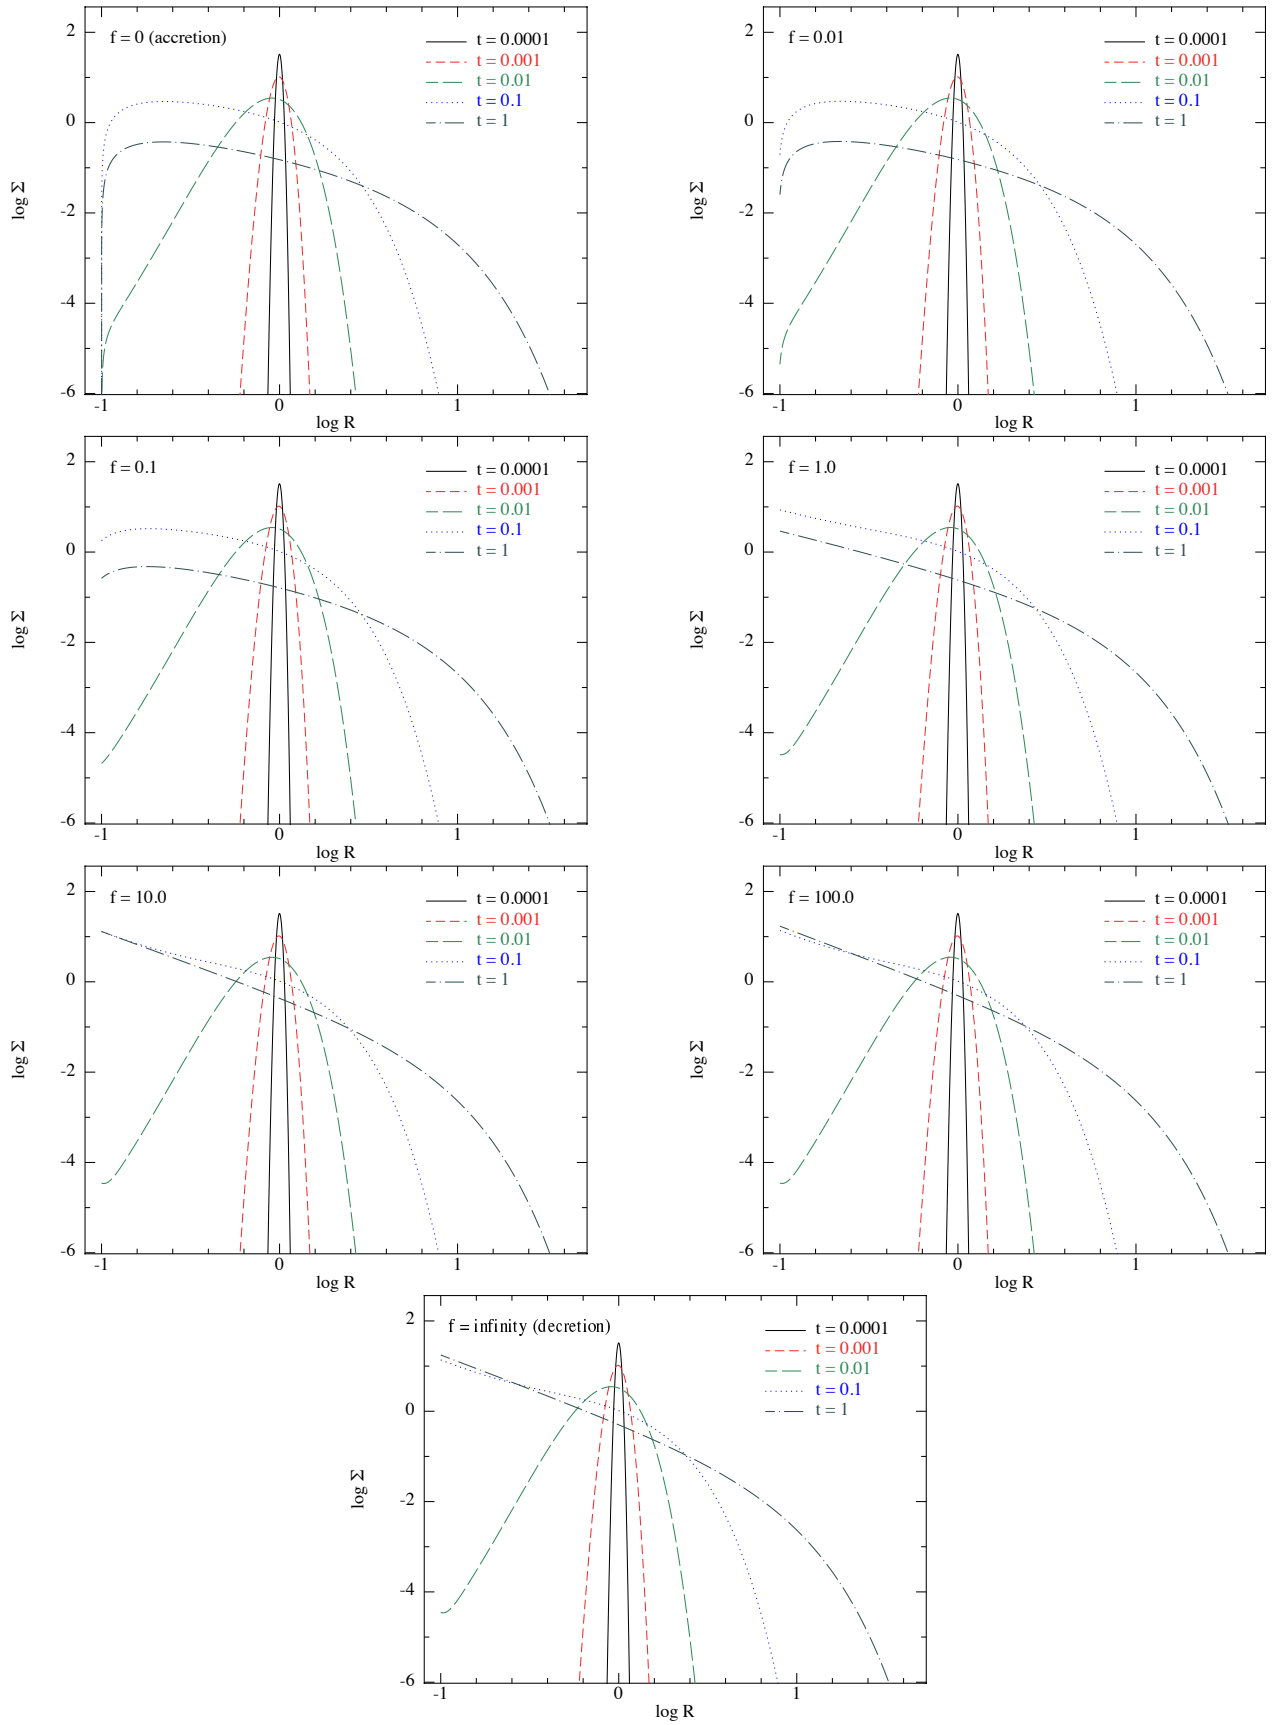 f = 0 (accretion)
t = 0.0001
t = 0.001
t = 0.01
t = 0.1
t = 1
2
0
-2
-4
-6
log Σ
-1
0
1
log R
f = 0.01
t = 0.0001
t = 0.001
t = 0.01
t = 0.1
t = 1
2
0
-2
-4
-6
log Σ
-1
0
1
log R
f = 0.1
t = 0.0001
t = 0.001
t = 0.01
t = 0.1
t = 1
2
0
-2
-4
-6
log Σ
-1
0
1
log R
f = 1.0
t = 0.0001
t = 0.001
t = 0.01
t = 0.1
t = 1
2
0
-2
-4
-6
log Σ
-1
0
1
log R
f = 10.0
t = 0.0001
t = 0.001
t = 0.01
t = 0.1
t = 1
2
0
-2
-4
-6
log Σ
-1
0
1
log R
f = 100.0
t = 0.0001
t = 0.001
t = 0.01
t = 0.1
t = 1
2
0
-2
-4
-6
log Σ
-1
0
1
log R
f = infinity (decretion)
t = 0.0001
t = 0.001
t = 0.01
t = 0.1
t = 1
2
0
-2
-4
-6
log Σ
-1
0
1
log R